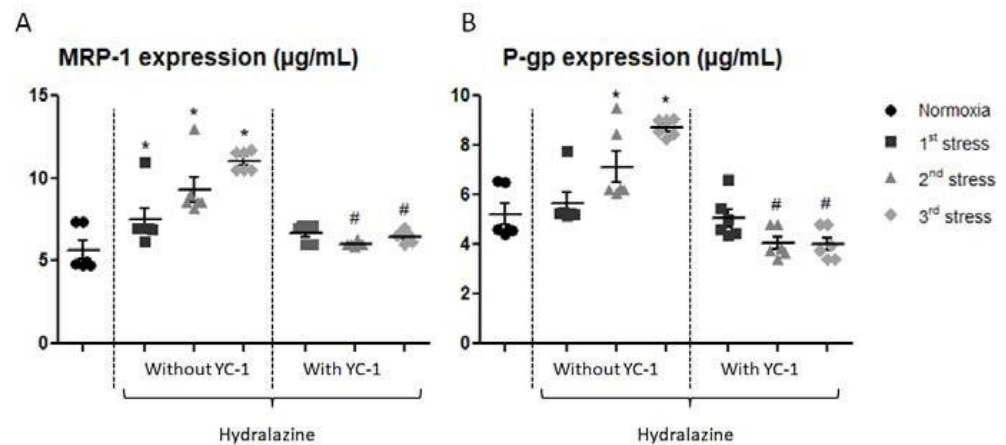 A
MRP-1 expression (µg/mL)
15
10
5
0
*
*
*
#
#
Without YC-1
With YC-1
Hydralazine
B
P-gp expression (µg/mL)
10
8
6
4
2
0
*
*
#
#
Without YC-1
With YC-1
Hydralazine
Normoxia
1st stress
2nd stress
3rd stress